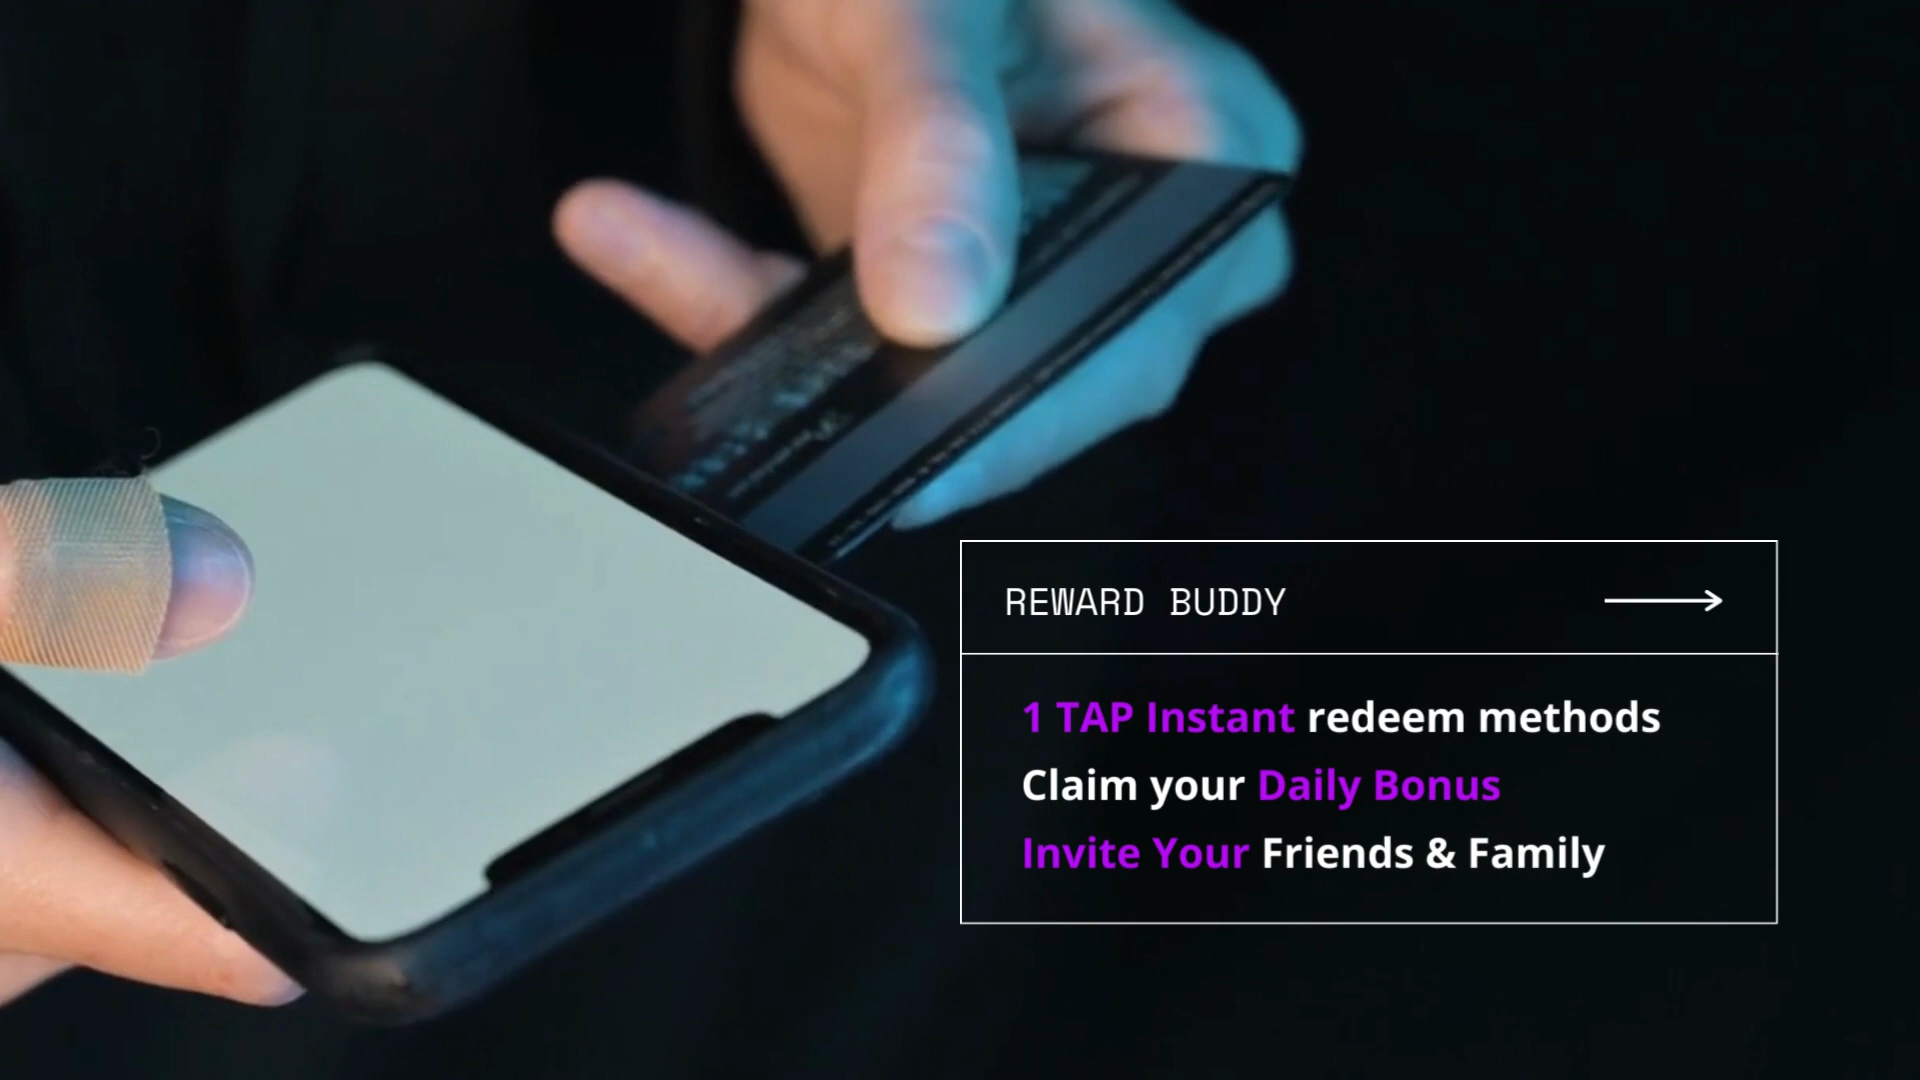 REWARD BUDDY
1 TAP Instant redeem methods
Claim your Daily Bonus
Invite Your Friends & Family